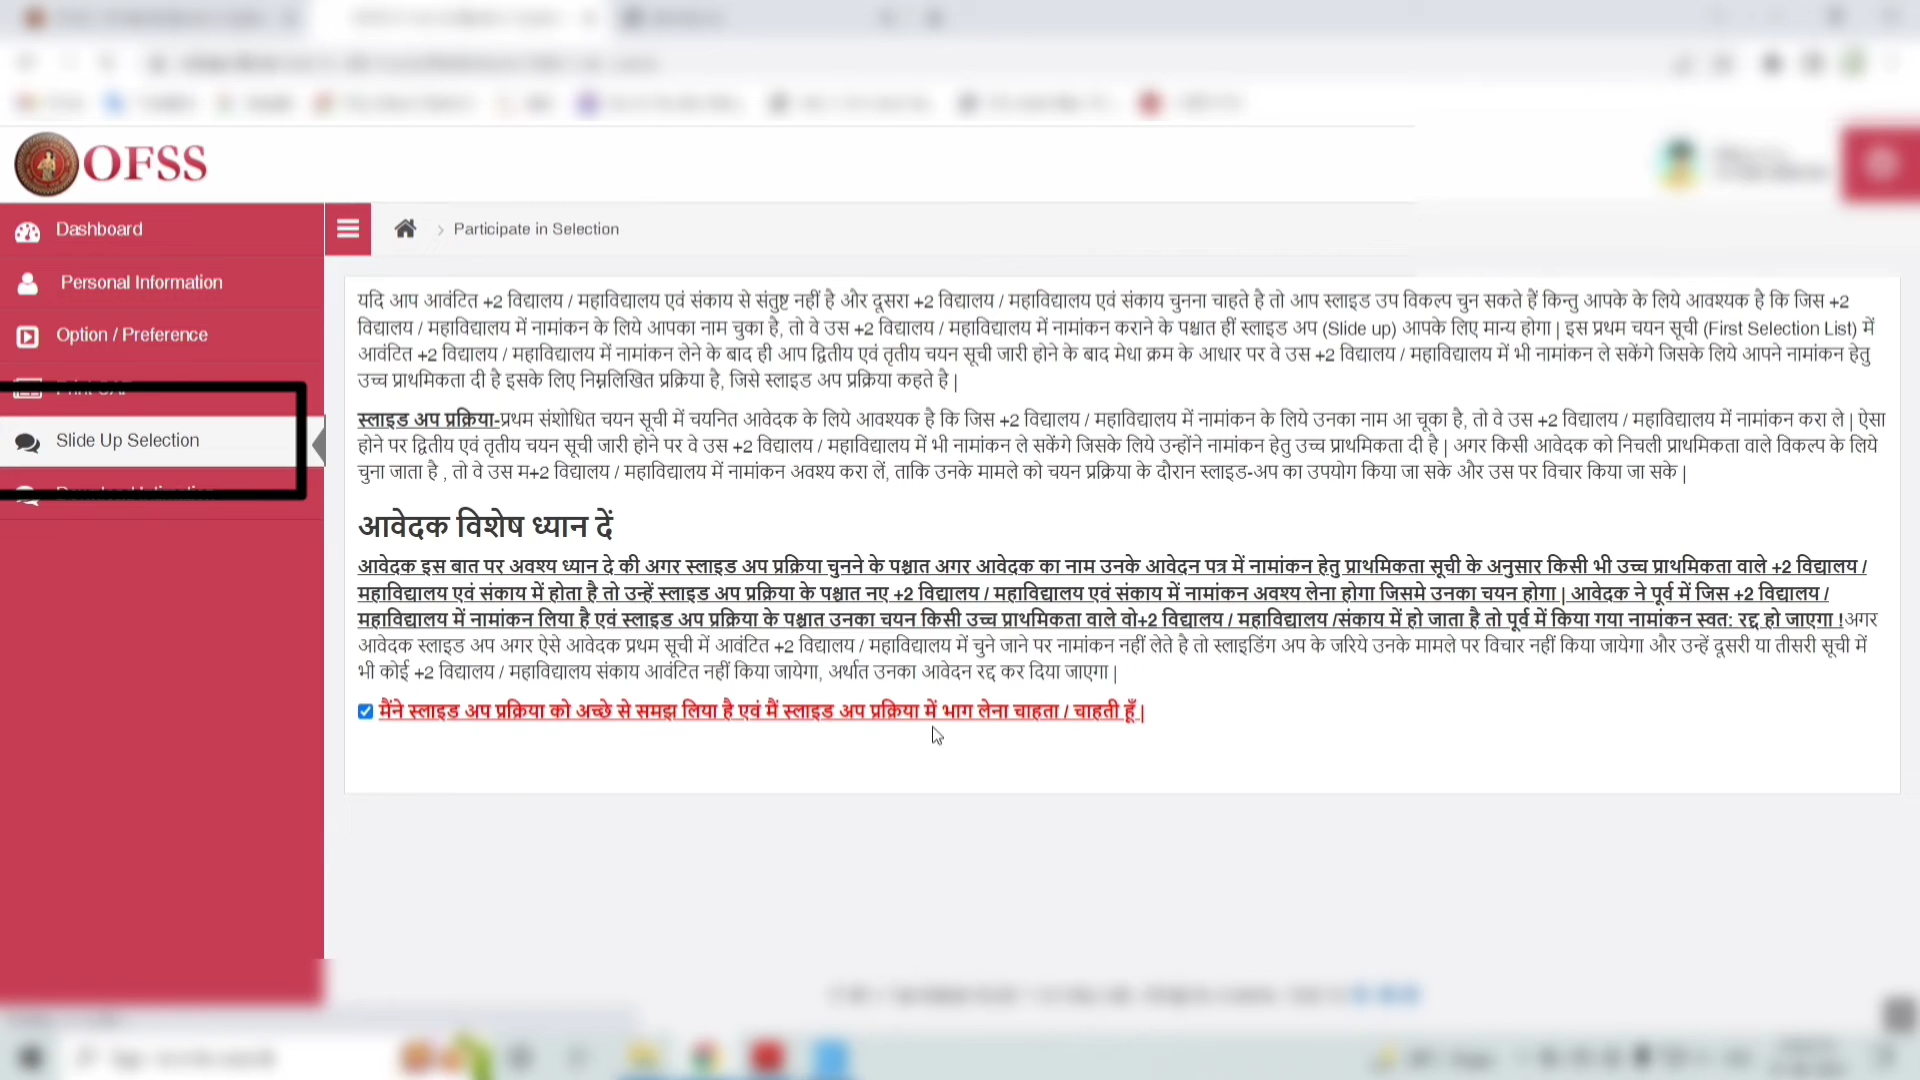 OFSS
Dashboard
Personal Information
Option / Preference
Slide Up Selection
Participate in Selection
यदि आप आवंटित +2 विद्यालय / महाविद्यालय एवं संकाय से संतुष्ट नहीं है और दूसरा +2 विद्यालय / महाविद्यालय एवं संकाय चुनना चाहते है तो आप स्लाइड उप विकल्प चुन सकते हैं किन्तु आपके के लिये आवश्यक है कि जिस +2
विद्यालय / महाविद्यालय में नामांकन के लिये आपका नाम चुका है, तो वे उस +2 विद्यालय / महाविद्यालय में नामांकन कराने के पश्चात हीं स्लाइड अप (Slide up) आपके लिए मान्य होगा | इस प्रथम चयन सूची (First Selection List) में
आवंटित +2 विद्यालय / महाविद्यालय में नामांकन लेने के बाद ही आप द्वितीय एवं तृतीय चयन सूची जारी होने के बाद मेधा क्रम के आधार पर वे उस +2 विद्यालय / महाविद्यालय में भी नामांकन ले सकेंगे जिसके लिये आपने नामांकन हेतु
उच्च प्राथमिकता दी है इसके लिए निम्नलिखित प्रक्रिया है, जिसे स्लाइड अप प्रक्रिया कहते है |
स्लाइड अप प्रक्रिया-प्रथम संशोधित चयन सूची में चयनित आवेदक के लिये आवश्यक है कि जिस +2 विद्यालय / महाविद्यालय में नामांकन के लिये उनका नाम आ चूका है, तो वे उस +2 विद्यालय / महाविद्यालय में नामांकन करा ले | ऐसा
होने पर द्वितीय एवं तृतीय चयन सूची जारी होने पर वे उस +2 विद्यालय / महाविद्यालय में भी नामांकन ले सकेंगे जिसके लिये उन्होंने नामांकन हेतु उच्च प्राथमिकता दी है | अगर किसी आवेदक को निचली प्राथमिकता वाले विकल्प के लिये
चुना जाता है , तो वे उस म+2 विद्यालय / महाविद्यालय में नामांकन अवश्य करा लें, ताकि उनके मामले को चयन प्रक्रिया के दौरान स्लाइड-अप का उपयोग किया जा सके और उस पर विचार किया जा सके |
आवेदक विशेष ध्यान दें
आवेदक इस बात पर अवश्य ध्यान दे की अगर स्लाइड अप प्रक्रिया चुनने के पश्चात अगर आवेदक का नाम उनके आवेदन पत्र में नामांकन हेतु प्राथमिकता सूची के अनुसार किसी भी उच्च प्राथमिकता वाले +2 विद्यालय /
महाविद्यालय एवं संकाय में होता है तो उन्हें स्लाइड अप प्रक्रिया के पश्चात नए +2 विद्यालय / महाविद्यालय एवं संकाय में नामांकन अवश्य लेना होगा जिसमे उनका चयन होगा | आवेदक ने पूर्व में जिस +2 विद्यालय /
महाविद्यालय में नामांकन लिया है एवं स्लाइड अप प्रक्रिया के पश्चात उनका चयन किसी उच्च प्राथमिकता वाले वो+2 विद्यालय / महाविद्यालय /संकाय में हो जाता है तो पूर्व में किया गया नामांकन स्वत: रद्द हो जाएगा !अगर
आवेदक स्लाइड अप अगर ऐसे आवेदक प्रथम सूची में आवंटित +2 विद्यालय / महाविद्यालय में चुने जाने पर नामांकन नहीं लेते है तो स्लाइडिंग अप के जरिये उनके मामले पर विचार नहीं किया जायेगा और उन्हें दूसरी या तीसरी सूची में
भी कोई +2 विद्यालय / महाविद्यालय संकाय आवंटित नहीं किया जायेगा, अर्थात उनका आवेदन रद्द कर दिया जाएगा |
मैंने स्लाइड अप प्रक्रिया को अच्छे से समझ लिया है एवं मैं स्लाइड अप प्रक्रिया में भाग लेना चाहता / चाहती हूँ |